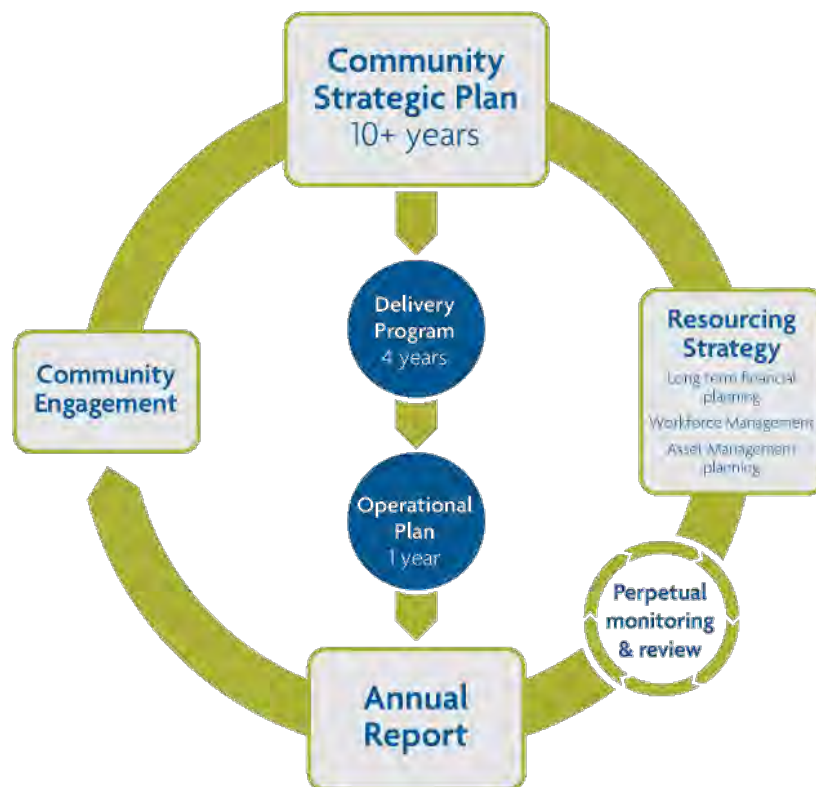 Community
Strategic Plan
10+ years
Delivery
Program
4 years
Community
Engagement
Resourcing
Strategy
Long term financial
planning
Workforce Management
Asset Management
planning
Operational
Plan
1 year
Perpetual
monitoring
& review
Annual
Report